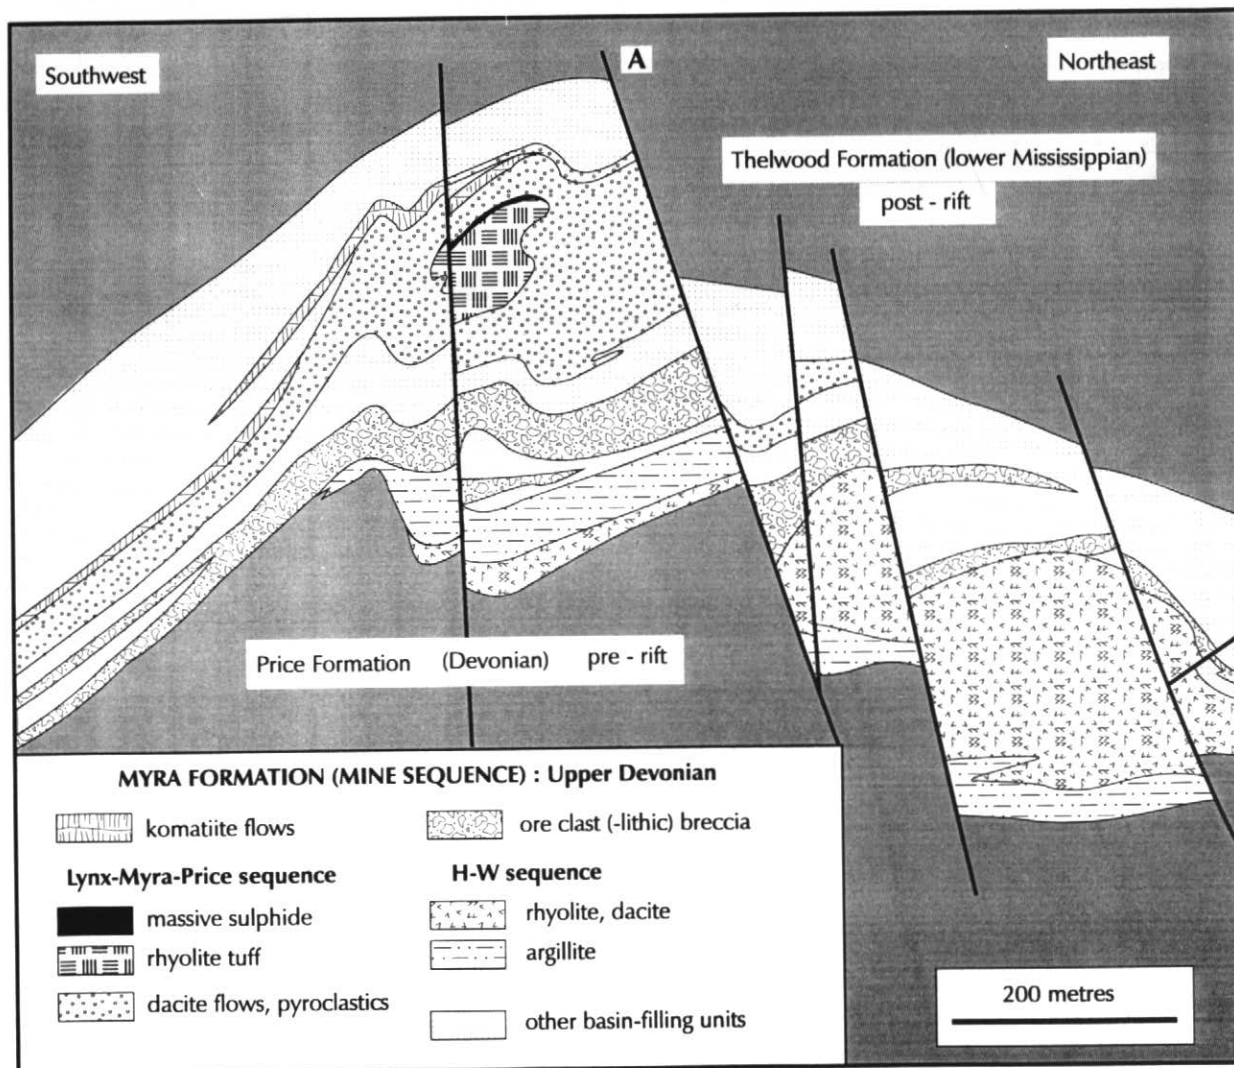 Southwest
A
Northeast
Thelwood Formation (lower Mississippian)
post - rift
Price Formation (Devonian) pre - rift
MYRA FORMATION (MINE SEQUENCE) : Upper Devonian
komatiite flows
ore clast (-lithic) breccia
Lynx-Myra-Price sequence
H-W sequence
massive sulphide
rhyolite, dacite
rhyolite tuff
argillite
dacite flows, pyroclastics
other basin-filling units
200 metres